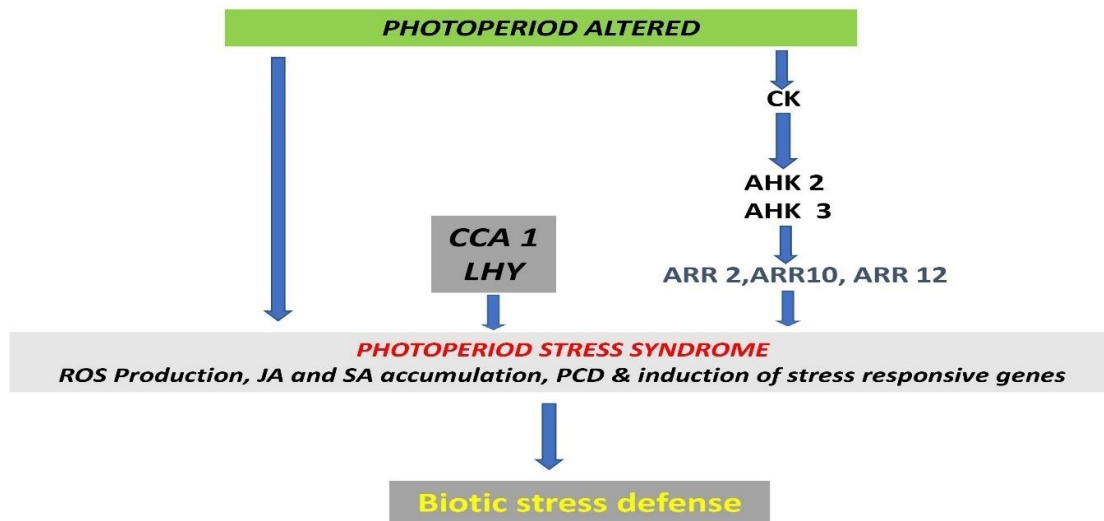 PHOTOPERIOD ALTERED
CK
AHK 2
AHK 3
CCA 1
LHY
ARR 2,ARR10, ARR 12
PHOTOPERIOD STRESS SYNDROME
ROS Production, JA and SA accumulation, PCD & induction of stress responsive genes
Biotic stress defense